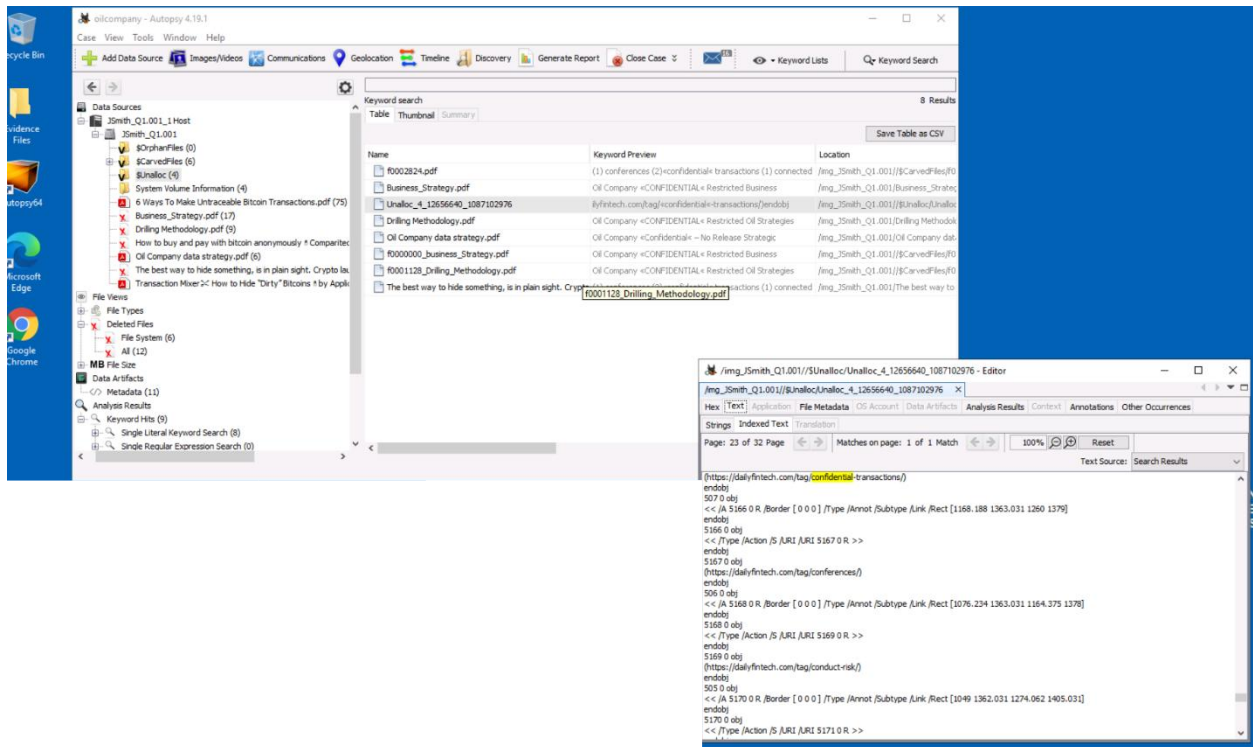 ecycle Bin
vidence
Files
utopsy64
Microsoft
Edge
Google
Chrome
oilcompany - Autopsy 4.19.1
Case View Tools Window Help
Add Data Source Images/Videos Communications Geolocation Timeline Discovery Generate Report Close Case Keyword Lists Keyword Search
Data Sources
JSmith_Q1.001_1 Host
JSmith_Q1.001
$OrphanFiles (0)
$CarvedFiles (6)
$Unalloc (4)
System Volume Information (4)
6 Ways To Make Untraceable Bitcoin Transactions.pdf (75)
Business_Strategy.pdf (17)
Drilling Methodology.pdf (9)
How to buy and pay with bitcoin anonymously Comparitec
Oil Company data strategy.pdf (6)
The best way to hide something, is in plain sight. Crypto lau
Transaction Mixer How to Hide "Dirty" Bitcoins by Applic
File Views
File Types
Deleted Files
File System (6)
All (12)
MB File Size
Data Artifacts
Metadata (11)
Analysis Results
Keyword Hits (9)
Single Literal Keyword Search (8)
Single Regular Expression Search (0)
Keyword search
8 Results
Table Thumbnail Summary
Save Table as CSV
Name Keyword Preview Location
f0002824.pdf (1) conferences (2)«confidential« transactions (1) connected /img_JSmith_Q1.001//$CarvedFiles/f0
Business_Strategy.pdf Oil Company «CONFIDENTIAL« Restricted Business /img_JSmith_Q1.001/Business_Strateg
Unalloc_4_12656640_1087102976 ilyfintech.com/tag/«confidential«-transactions/)endobj /img_JSmith_Q1.001//$Unalloc/Unalloc
Drilling Methodology.pdf Oil Company «CONFIDENTIAL« Restricted Oil Strategies /img_JSmith_Q1.001/Drilling Methodol
Oil Company data strategy.pdf Oil Company «Confidential« – No Release Strategic /img_JSmith_Q1.001/Oil Company dat
f0000000_business_Strategy.pdf Oil Company «CONFIDENTIAL« Restricted Business /img_JSmith_Q1.001//$CarvedFiles/f0
f0001128_Drilling_Methodology.pdf Oil Company «CONFIDENTIAL« Restricted Oil Strategies /img_JSmith_Q1.001//$CarvedFiles/f0
The best way to hide something, is in plain sight. Crypto transactions (1) connected /img_JSmith_Q1.001/The best way to
f0001128_Drilling_Methodology.pdf
/img_JSmith_Q1.001//$Unalloc/Unalloc_4_12656640_1087102976 - Editor
/img_JSmith_Q1.001//$Unalloc/Unalloc_4_12656640_1087102976
Hex Text Application File Metadata OS Account Data Artifacts Analysis Results Context Annotations Other Occurrences
Strings Indexed Text Translation
Page: 23 of 32 Page Matches on page: 1 of 1 Match 100% Reset
Text Source: Search Results
(https://dailyfintech.com/tag/confidential-transactions/)
endobj
507 0 obj
<< /A 5166 0 R /Border [ 0 0 0 ] /Type /Annot /Subtype /Link /Rect [1168.188 1363.031 1260 1379]
endobj
5166 0 obj
<< /Type /Action /S /URI /URI 5167 0 R >>
endobj
5167 0 obj
(https://dailyfintech.com/tag/conferences/)
endobj
506 0 obj
<< /A 5168 0 R /Border [ 0 0 0 ] /Type /Annot /Subtype /Link /Rect [1076.234 1363.031 1164.375 1378]
endobj
5168 0 obj
<< /Type /Action /S /URI /URI 5169 0 R >>
endobj
5169 0 obj
(https://dailyfintech.com/tag/conduct-risk/)
endobj
505 0 obj
<< /A 5170 0 R /Border [ 0 0 0 ] /Type /Annot /Subtype /Link /Rect [1049 1362.031 1274.062 1405.031]
endobj
5170 0 obj
<< /Type /Action /S /URI /URI 5171 0 R >>